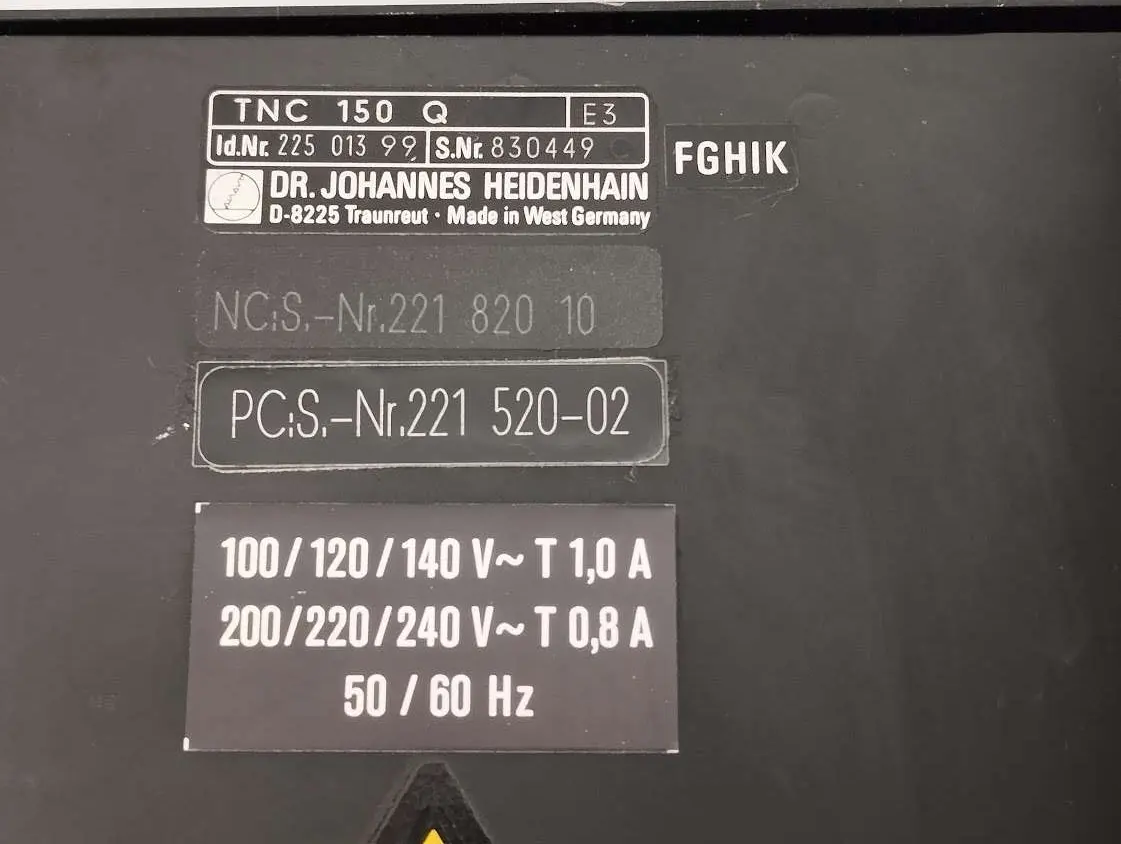 TNC 150 Q E3
Id.Nr. 225 013 99 S.Nr. 830449 C
FGHIK
DR. JOHANNES HEIDENHAIN
D-8225 Traunreut · Made in West Germany
NC:S.-Nr.221 820 10
PC:S.-Nr.221 520-02
100/120/140 V~ T 1,0 A
200/220/240 V~ T 0,8 A
50 / 60 Hz